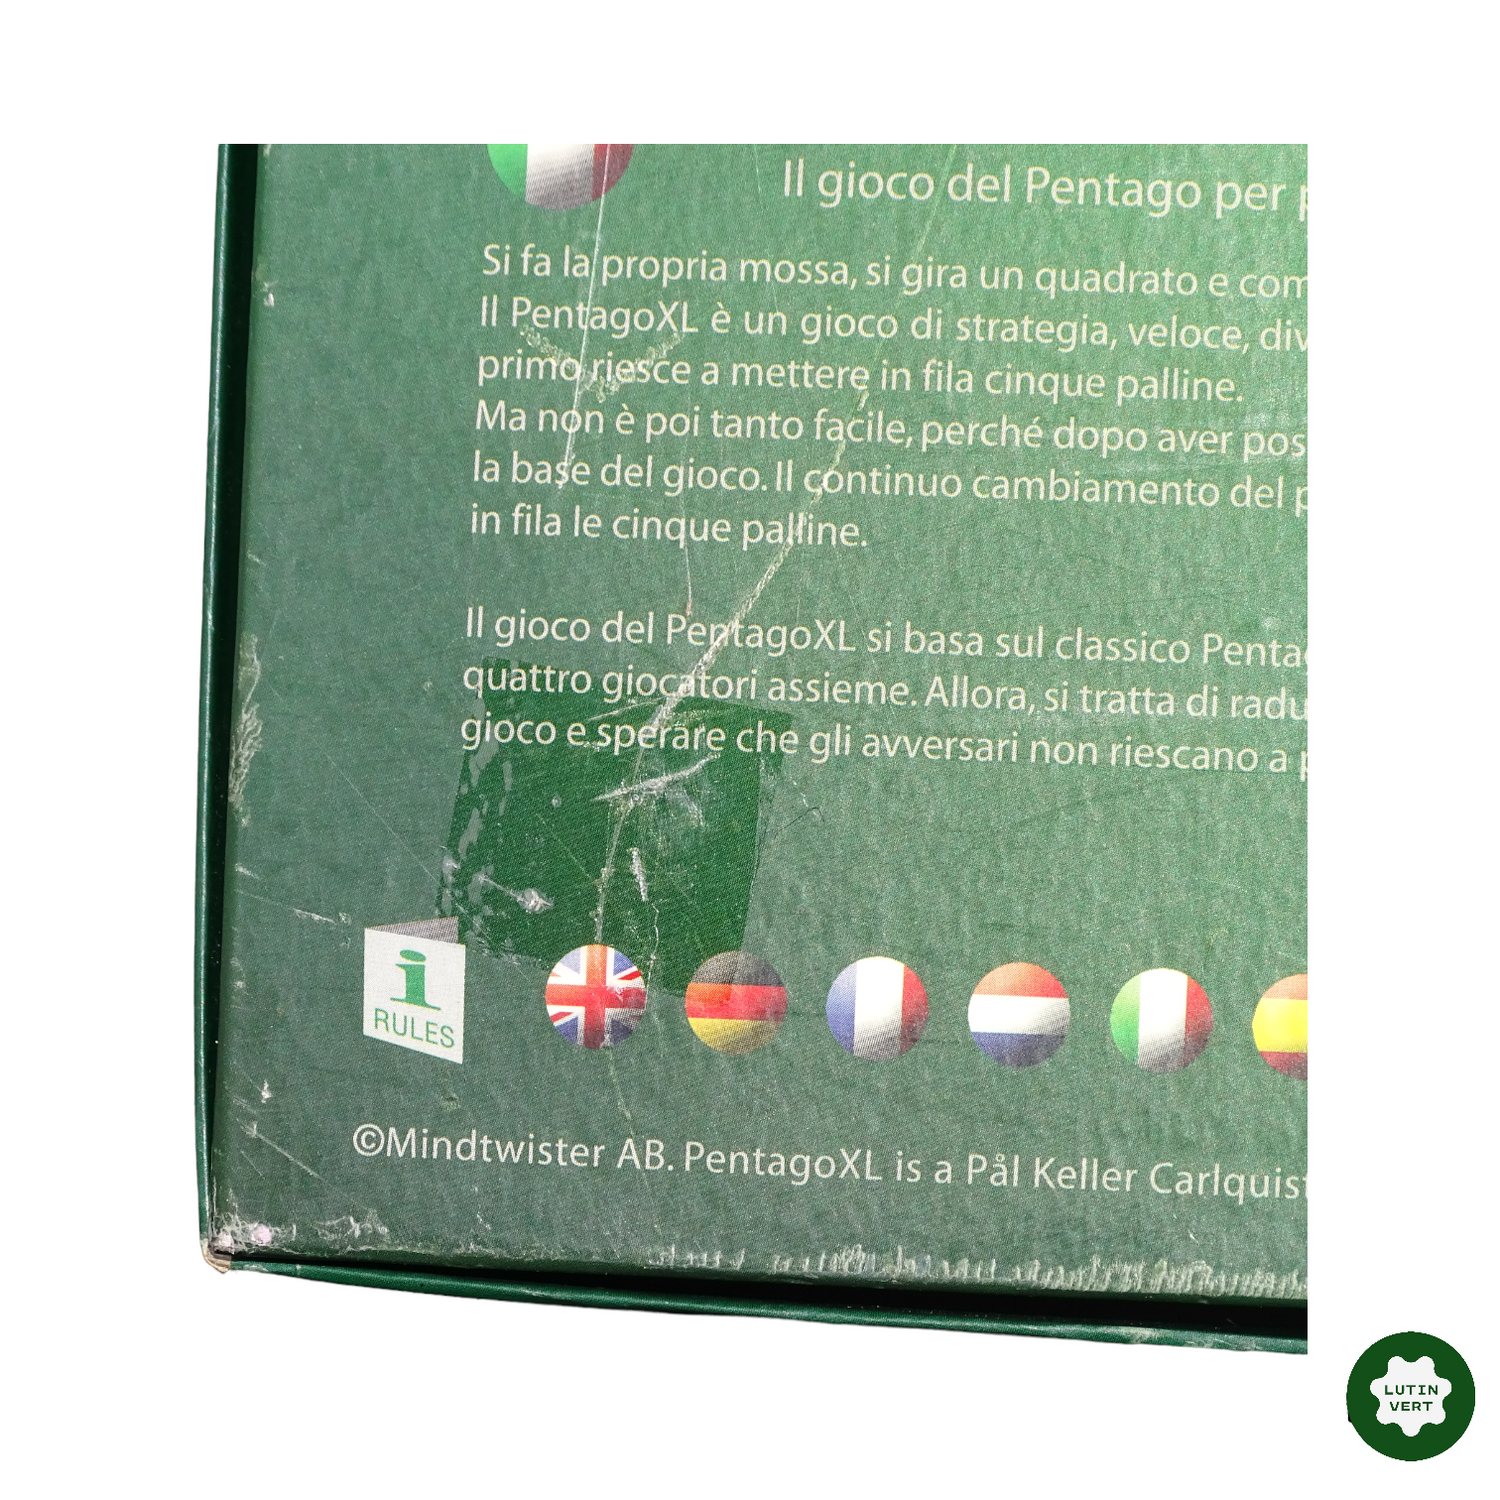 Il gioco del Pentago per
Si fa la propria mossa, si gira un quadrato e com
Il PentagoXL è un gioco di strategia, veloce, div
primo riesce a mettere in fila cinque palline.
Ma non è poi tanto facile, perché dopo aver pos
la base del gioco. Il continuo cambiamento del
in fila le cinque palline.
Il gioco del PentagoXL si basa sul classico Penta
quattro giocatori assieme. Allora, si tratta di radu
gioco e sperare che gli avversari non riescano a
i
RULES
©Mindtwister AB. PentagoXL is a Pål Keller Carlquist
LUTIN
VERT